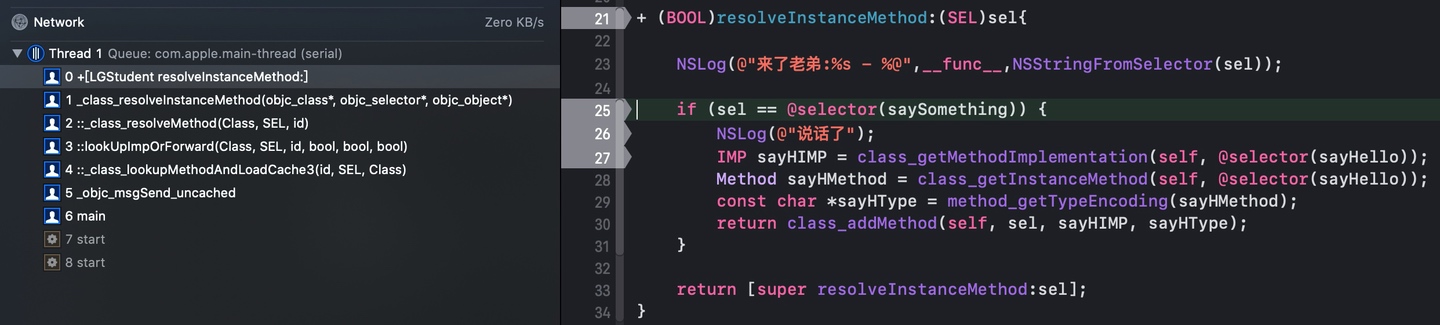 Network
Zero KB/s
Thread 1 Queue: com.apple.main-thread (serial)
0 +[LGStudent resolveInstanceMethod:]
1 _class_resolveInstanceMethod(objc_class*, objc_selector*, objc_object*)
2 ::_class_resolveMethod(Class, SEL, id)
3 ::lookUpImpOrForward(Class, SEL, id, bool, bool, bool)
4 ::_class_lookupMethodAndLoadCache3(id, SEL, Class)
5 _objc_msgSend_uncached
6 main
7 start
8 start
21 + (BOOL)resolveInstanceMethod:(SEL)sel{
22
23 NSLog(@"来了老弟:%s - %@",__func__,NSStringFromSelector(sel));
24
25 if (sel == @selector(saySomething)) {
26 NSLog(@"说话了");
27 IMP sayHIMP = class_getMethodImplementation(self, @selector(sayHello));
28 Method sayHMethod = class_getInstanceMethod(self, @selector(sayHello));
29 const char *sayHType = method_getTypeEncoding(sayHMethod);
30 return class_addMethod(self, sel, sayHIMP, sayHType);
31 }
32
33 return [super resolveInstanceMethod:sel];
34 }